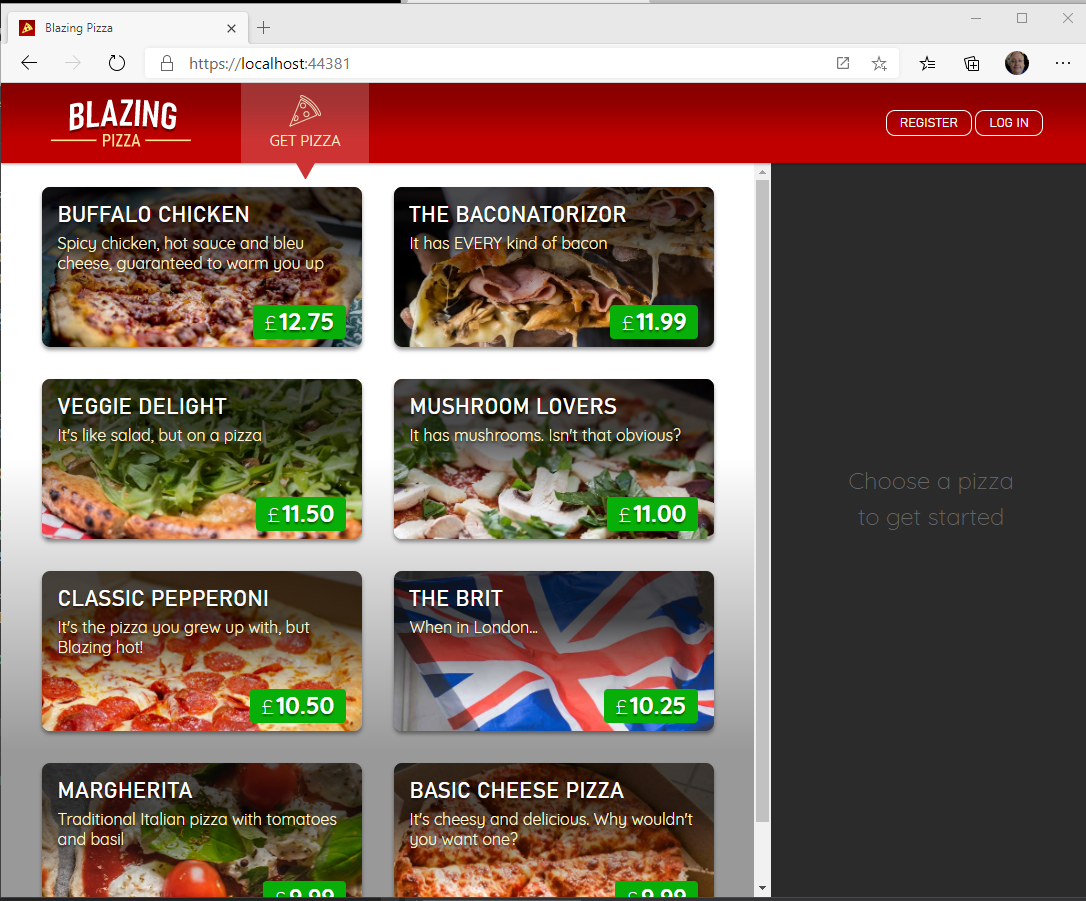 Blazing Pizza
https://localhost:44381
BLAZING
PIZZA
GET PIZZA
REGISTER
LOG IN
BUFFALO CHICKEN
Spicy chicken, hot sauce and bleu
cheese, guaranteed to warm you up
£12.75
THE BACONATORIZOR
It has EVERY kind of bacon
£11.99
VEGGIE DELIGHT
It's like salad, but on a pizza
£11.50
MUSHROOM LOVERS
It has mushrooms. Isn't that obvious?
£11.00
CLASSIC PEPPERONI
It's the pizza you grew up with, but
Blazing hot!
£10.50
THE BRIT
When in London...
£10.25
MARGHERITA
Traditional Italian pizza with tomatoes
and basil
£9.99
BASIC CHEESE PIZZA
It's cheesy and delicious. Why wouldn't
you want one?
£9.99
Choose a pizza
to get started